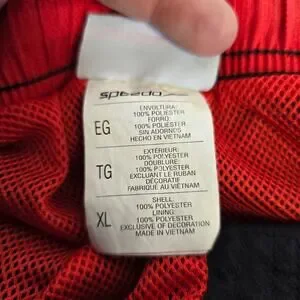 speedo
EG
ENVOLTURA:
100% POLIESTER
FORRO:
100% POLIESTER
SIN ADORNOS
HECHO EN VIETNAM
TG
EXTÉRIEUR:
100% POLYESTER
DOUBLURE:
100% POLYESTER
EXCLUANT LE RUBAN
DÉCORATIF
FABRIQUÉ AU VIETNAM
XL
SHELL:
100% POLYESTER
LINING:
100% POLYESTER
EXCLUSIVE OF DECORATION
MADE IN VIETNAM